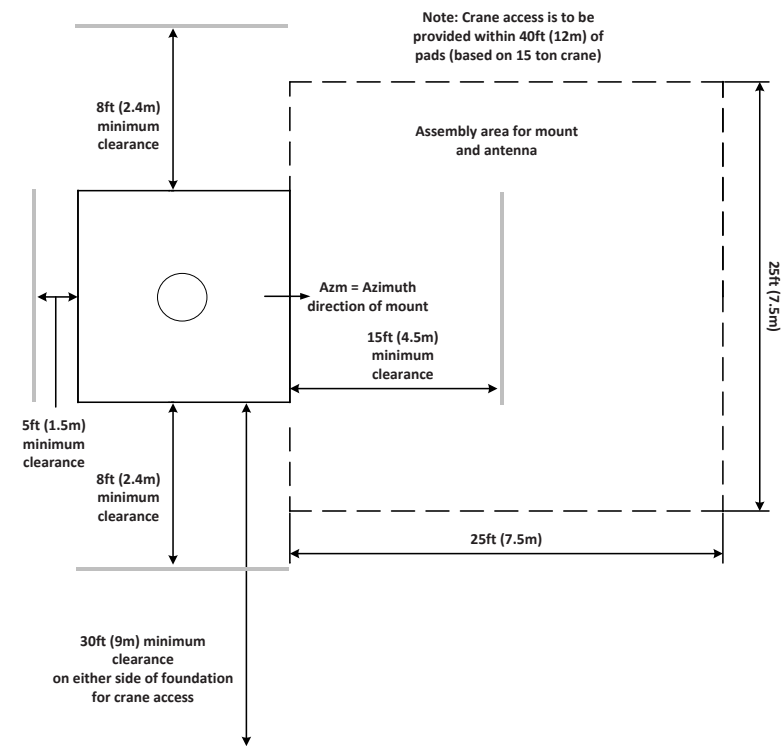 Note: Crane access is to be
provided within 40ft (12m) of
pads (based on 15 ton crane)
8ft (2.4m)
minimum
clearance
Assembly area for mount
and antenna
Azm = Azimuth
direction of mount
25ft (7.5m)
15ft (4.5m)
minimum
clearance
5ft (1.5m)
minimum
clearance
8ft (2.4m)
minimum
clearance
25ft (7.5m)
30ft (9m) minimum
clearance
on either side of foundation
for crane access